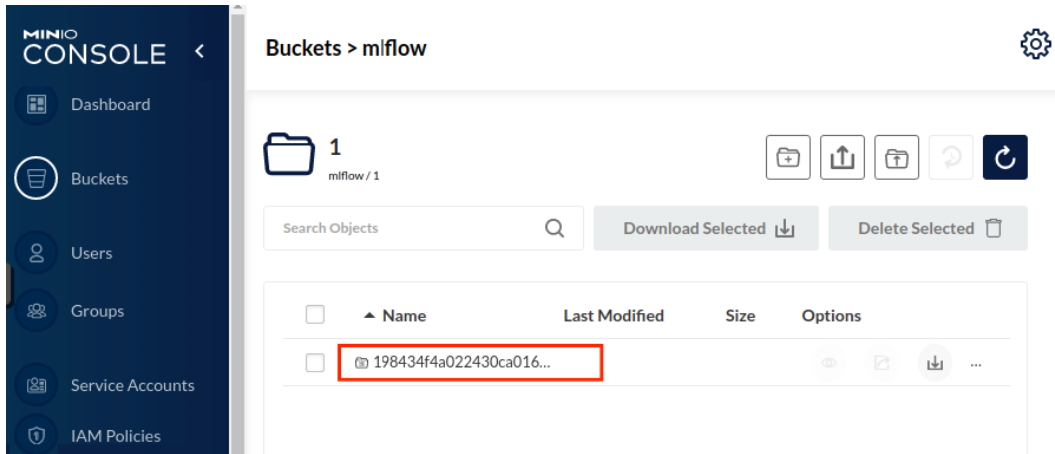 MINIO
CONSOLE <
Dashboard
Buckets
Users
Groups
Service Accounts
IAM Policies
Buckets > mlflow
1
mlflow / 1
Search Objects
Download Selected
Delete Selected
Name Last Modified Size Options
198434f4a022430ca016... ...